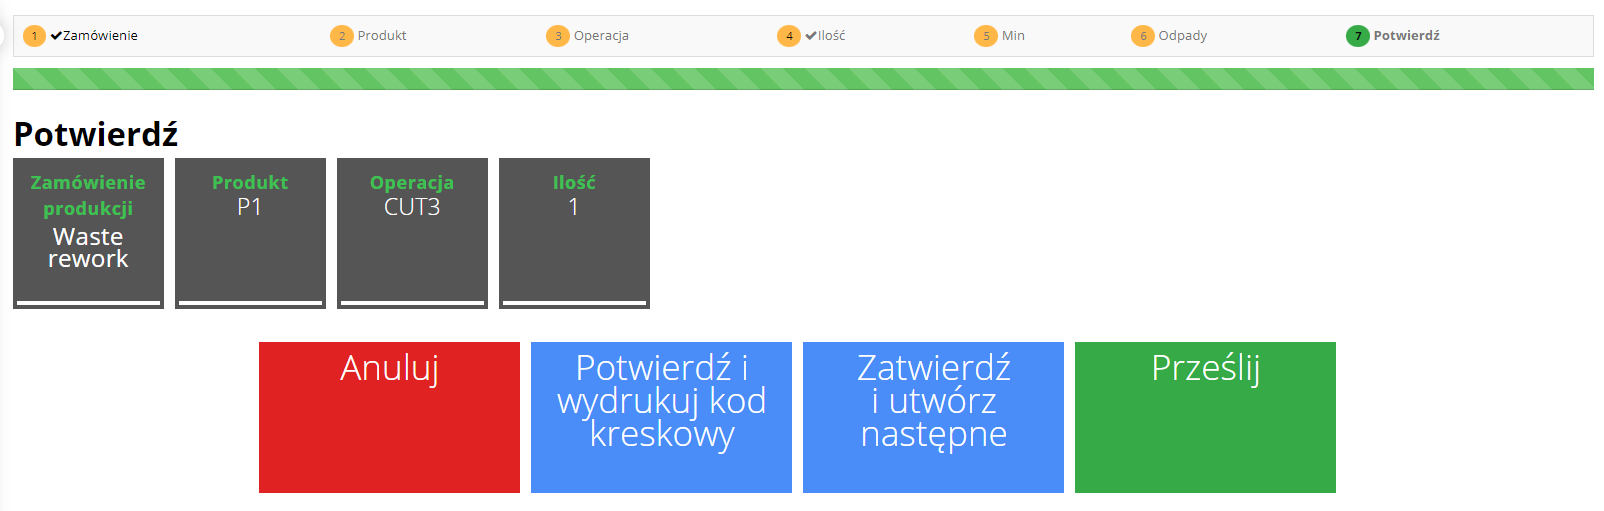 1 ✔Zamówienie 2 Produkt 3 Operacja 4 ✔Ilość 5 Min 6 Odpady 7 Potwierdź
Potwierdź
Zamówienie
produkcji
Waste
rework
Produkt
P1
Operacja
CUT3
Ilość
1
Anuluj
Potwierdź i
wydrukuj kod
kreskowy
Zatwierdź
i utwórz
następne
Prześlij